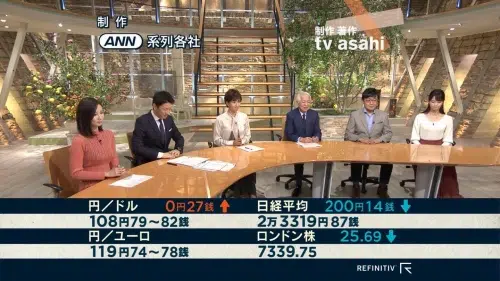 制作
ANN 系列各社
制作著作
tv asahi
円／ドル 0円27銭 ⬆ 日経平均 200円14銭 ⬇
108円79〜82銭 2万3319円87銭
円／ユーロ ロンドン株 25.69 ⬇
119円74〜78銭 7339.75
REFINITIV